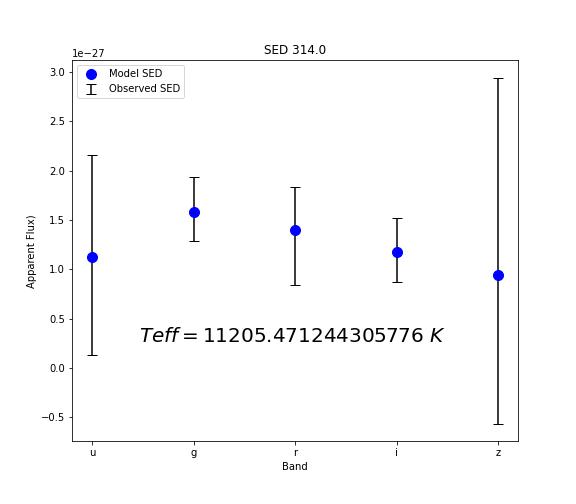 SED 314.0
1e−27
Model SED
Observed SED
3.0
2.5
2.0
1.5
1.0
0.5
0.0
−0.5
Apparent Flux)
Teff = 11205.471244305776 K
u g r i z
Band